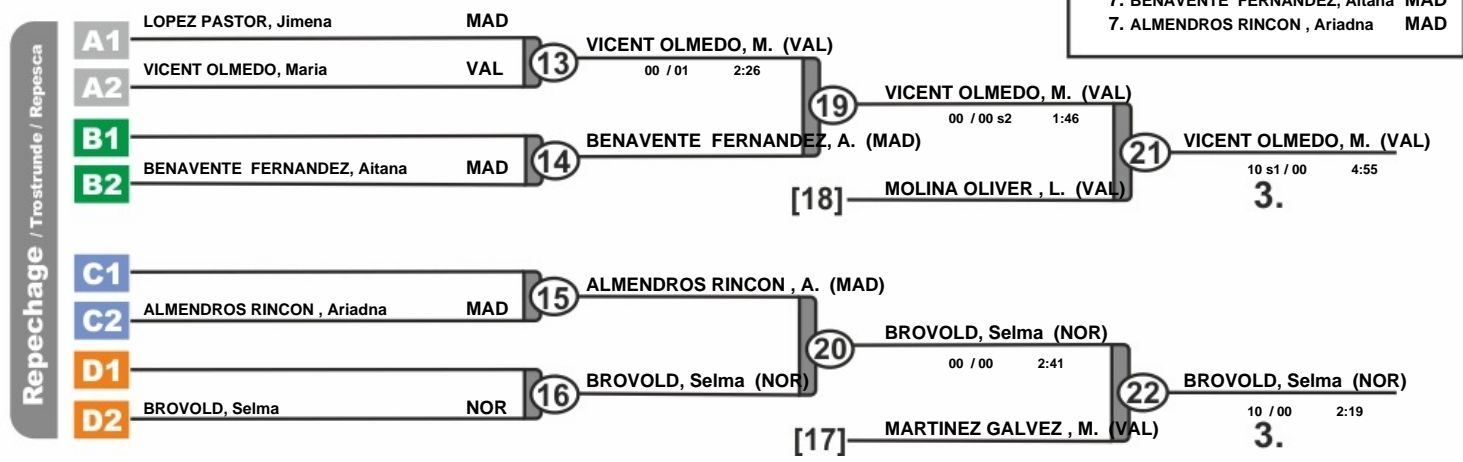 7. BENAVENTE  FERNANDEZ, Aitana MAD
7. ALMENDROS RINCON , Ariadna MAD
Repechage / Trostrunde / Repesca
A1 LOPEZ PASTOR, Jimena MAD
A2 VICENT OLMEDO, Maria VAL
13 VICENT OLMEDO, M. (VAL)
00 / 01 2:26
B1
B2 BENAVENTE  FERNANDEZ, Aitana MAD
14 BENAVENTE  FERNANDEZ, A. (MAD)
19 VICENT OLMEDO, M. (VAL)
00 / 00 s2 1:46
[18] MOLINA OLIVER , L. (VAL)
21 VICENT OLMEDO, M. (VAL)
10 s1 / 00 4:55
3.
C1
C2 ALMENDROS RINCON , Ariadna MAD
15 ALMENDROS RINCON , A. (MAD)
D1
D2 BROVOLD, Selma NOR
16 BROVOLD, Selma (NOR)
20 BROVOLD, Selma (NOR)
00 / 00 2:41
[17] MARTINEZ GALVEZ , M. (VAL)
22 BROVOLD, Selma (NOR)
10 / 00 2:19
3.